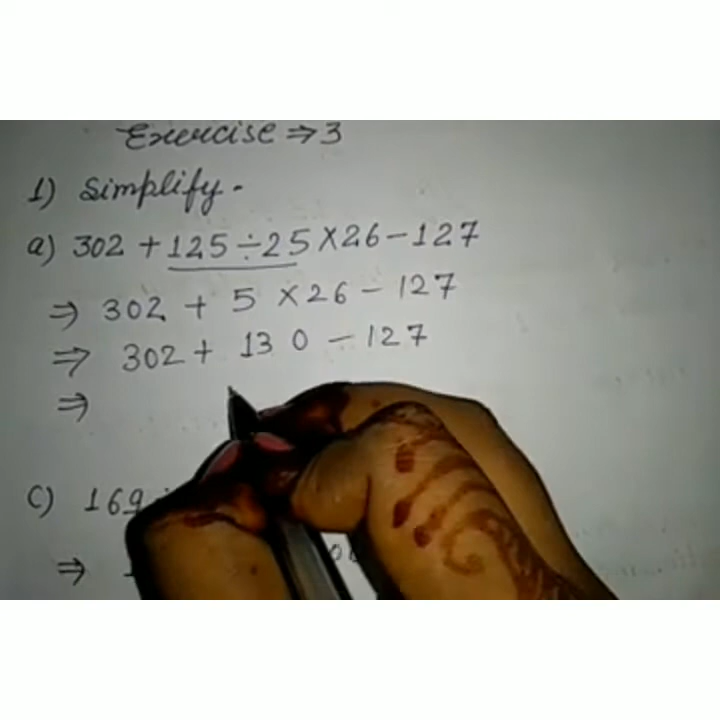 Exercise ⇒ 3
1) Simplify.
a) 302 + 125 ÷ 25 × 26 - 127
⇒ 302 + 5 × 26 - 127
⇒ 302 + 130 - 127
⇒
C) 169
⇒